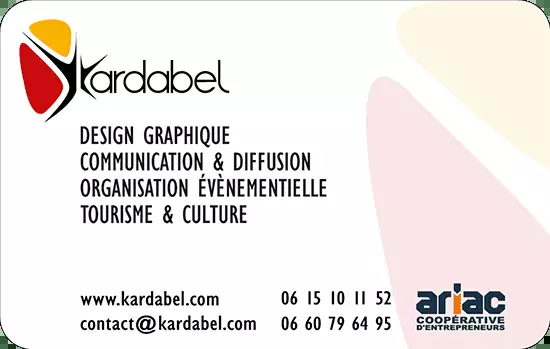 Kardabel
DESIGN GRAPHIQUE
COMMUNICATION & DIFFUSION
ORGANISATION ÉVÈNEMENTIELLE
TOURISME & CULTURE
www.kardabel.com 06 15 10 11 52
contact@kardabel.com 06 60 79 64 95
ariac
COOPÉRATIVE
D'ENTREPRENEURS